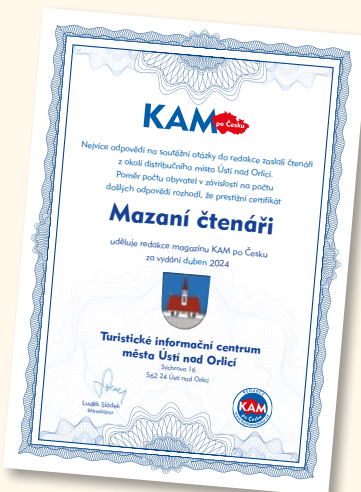 KAM po Česku
Nejvíce odpovědí na soutěžní otázky do redakce zaslali čtenáři
z okolí distribučního místa Ústí nad Orlicí.
Poměr počtu obyvatel v závislosti na počtu
došlých odpovědí rozhodl, že prestižní certifikát
Mazaní čtenáři
uděluje redakce magazínu KAM po Česku
za vydání duben 2024
Turistické informační centrum
města Ústí nad Orlicí
Sychrova 16
562 24 Ústí nad Orlicí
Luděk Sládek
šéfredaktor
KAM
po Česku